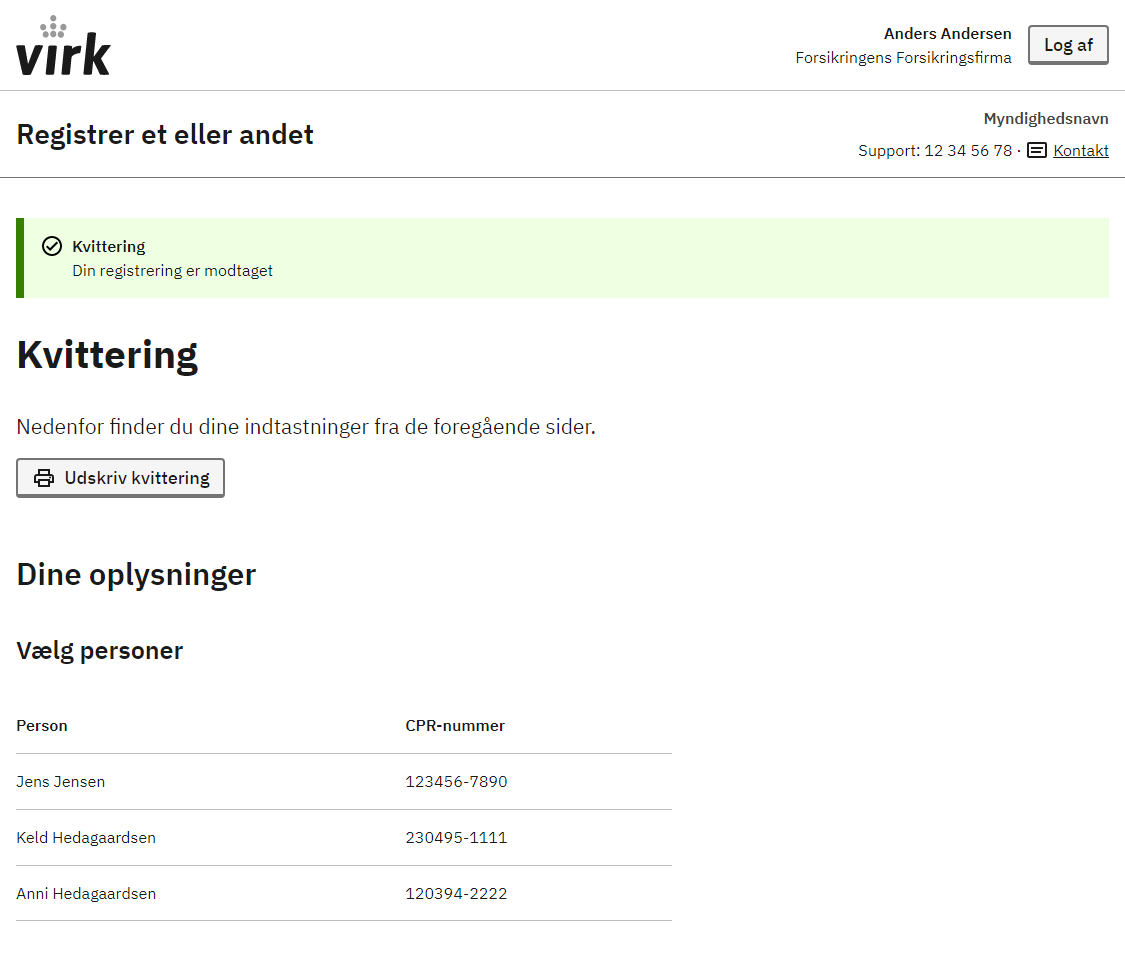 virk
Anders Andersen
Forsikringens Forsikringsfirma
Log af
Registrer et eller andet
Myndighedsnavn
Support: 12 34 56 78 · Kontakt
Kvittering
Din registrering er modtaget
Kvittering
Nedenfor finder du dine indtastninger fra de foregående sider.
Udskriv kvittering
Dine oplysninger
Vælg personer
Person CPR-nummer
Jens Jensen 123456-7890
Keld Hedagaardsen 230495-1111
Anni Hedagaardsen 120394-2222